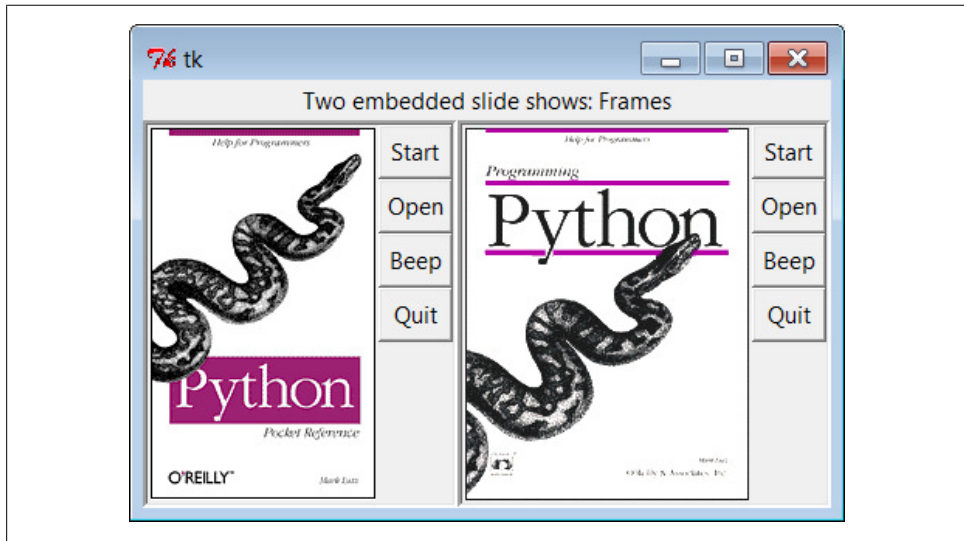 tk
Two embedded slide shows: Frames
Help for Programmers
Python
Pocket Reference
O'REILLY™
Mark Lutz
Start
Open
Beep
Quit
Help for Programmers
Programming
Python
Mark Lutz
O'Reilly & Associates, Inc.
Start
Open
Beep
Quit